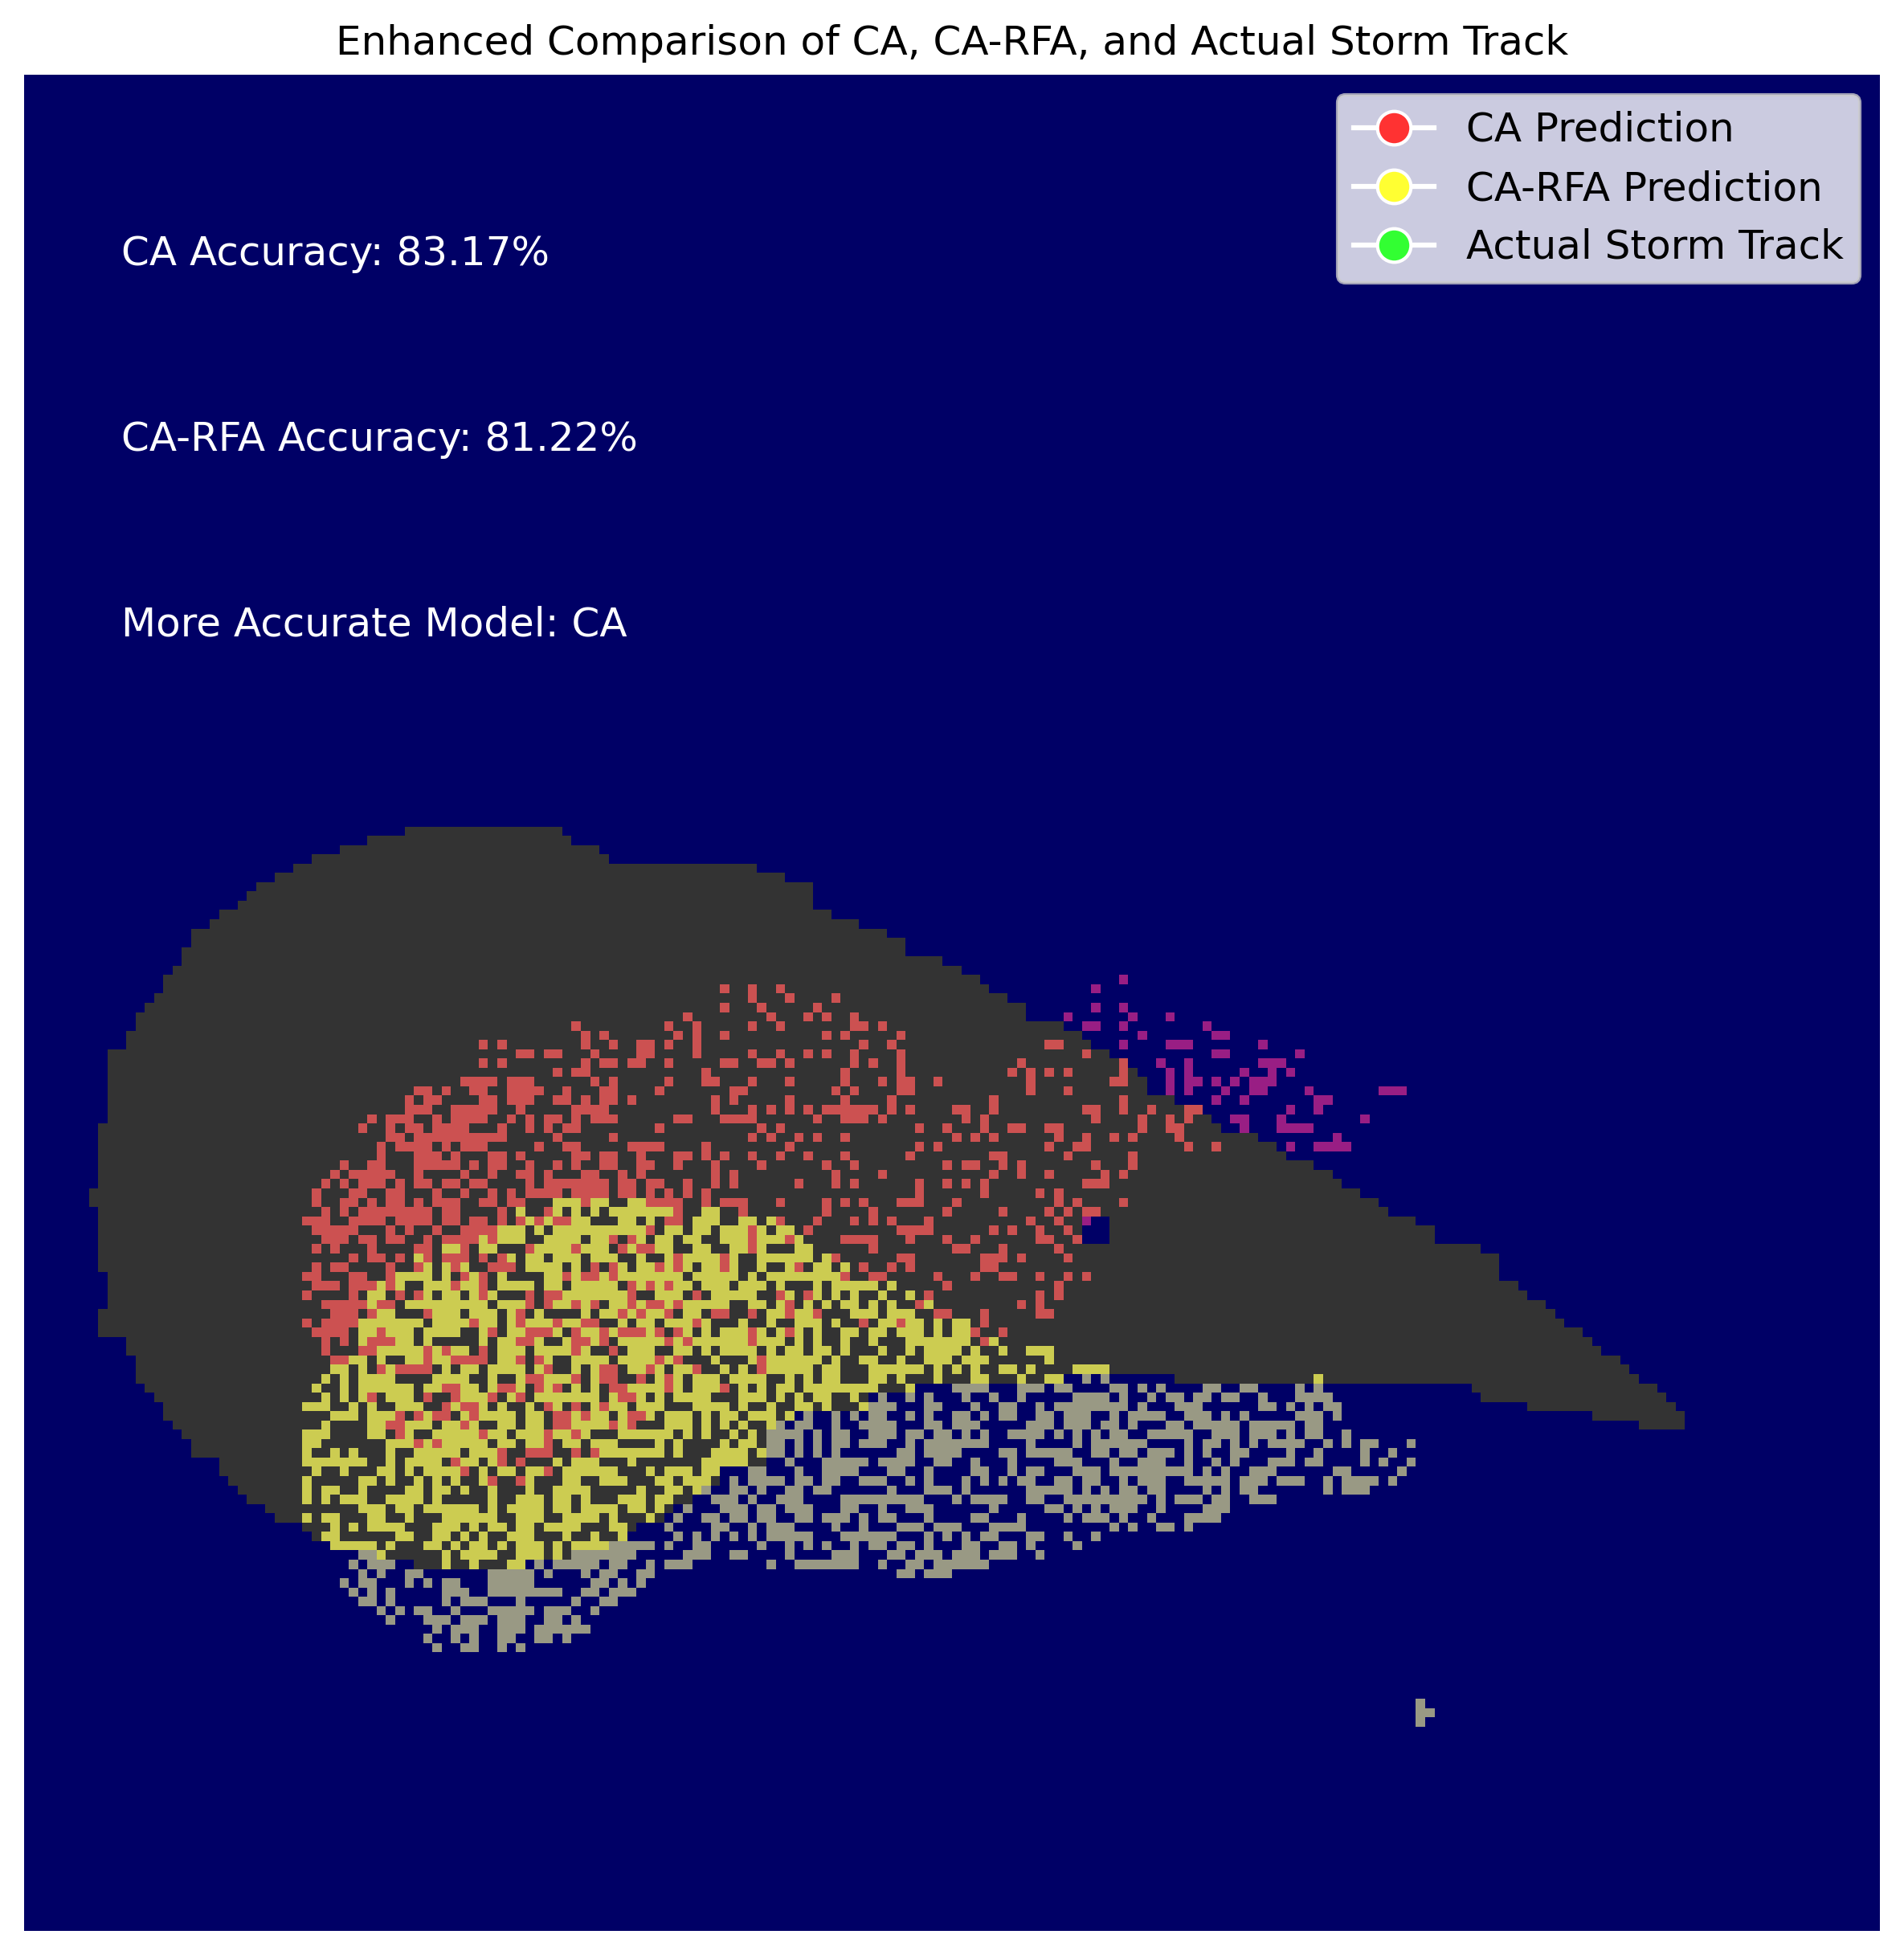 Enhanced Comparison of CA, CA-RFA, and Actual Storm Track
CA Prediction
CA-RFA Prediction
Actual Storm Track
CA Accuracy: 83.17%
CA-RFA Accuracy: 81.22%
More Accurate Model: CA